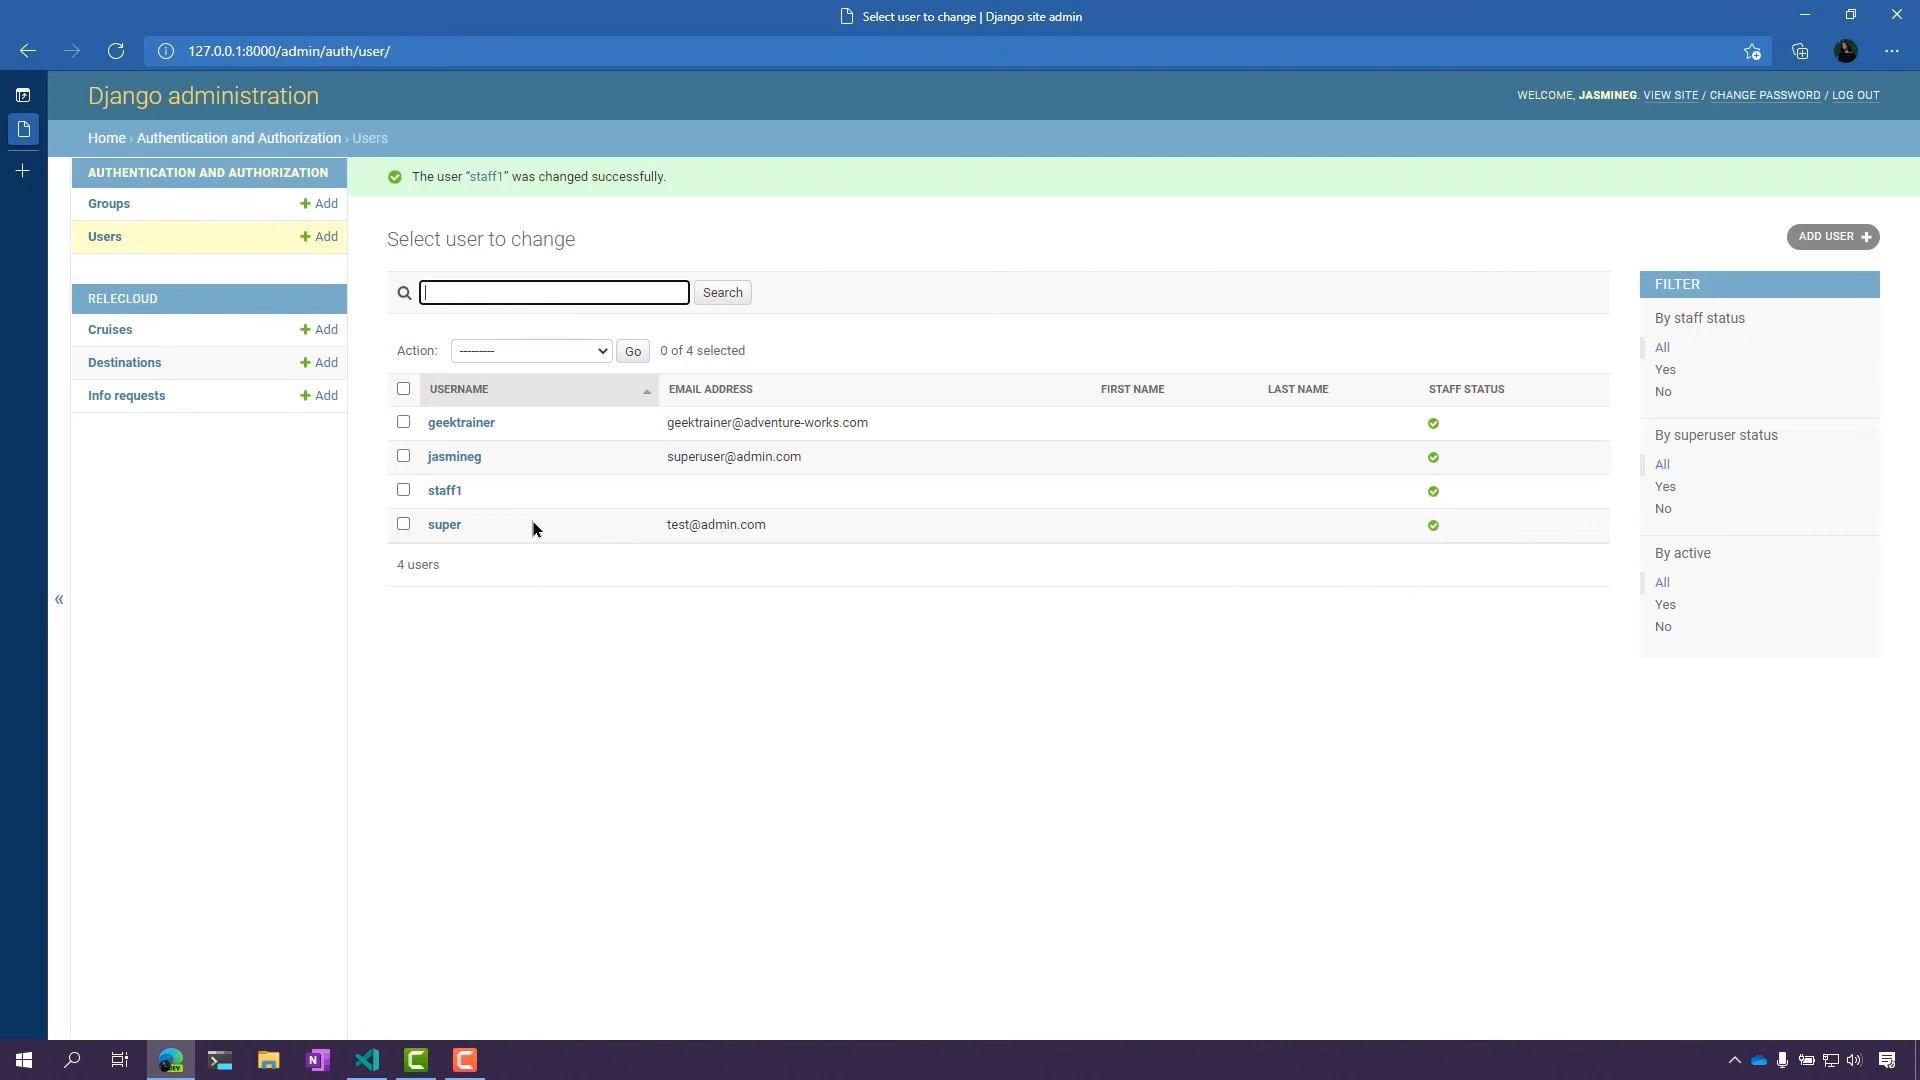 Select user to change | Django site admin
127.0.0.1:8000/admin/auth/user/
Django administration
WELCOME, JASMINEG. VIEW SITE / CHANGE PASSWORD / LOG OUT
Home › Authentication and Authorization › Users
AUTHENTICATION AND AUTHORIZATION
Groups + Add
Users + Add
RELECLOUD
Cruises + Add
Destinations + Add
Info requests + Add
«
The user “staff1” was changed successfully.
Select user to change
ADD USER +
Search
Action: --------- Go 0 of 4 selected
USERNAME EMAIL ADDRESS FIRST NAME LAST NAME STAFF STATUS
geektrainer geektrainer@adventure-works.com
jasmineg superuser@admin.com
staff1
super test@admin.com
4 users
FILTER
By staff status
All
Yes
No
By superuser status
All
Yes
No
By active
All
Yes
No